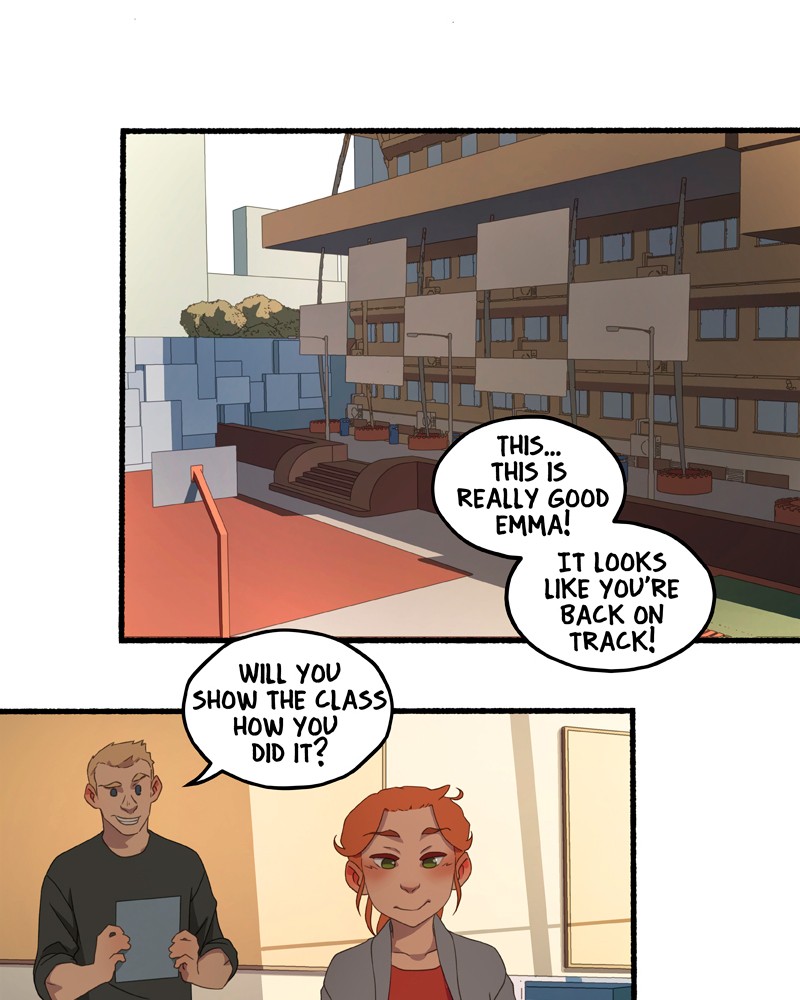 THIS...
THIS IS
REALLY GOOD
EMMA!
IT LOOKS
LIKE YOU'RE
BACK ON
TRACK!
WILL YOU
SHOW THE CLASS
HOW YOU
DID IT?